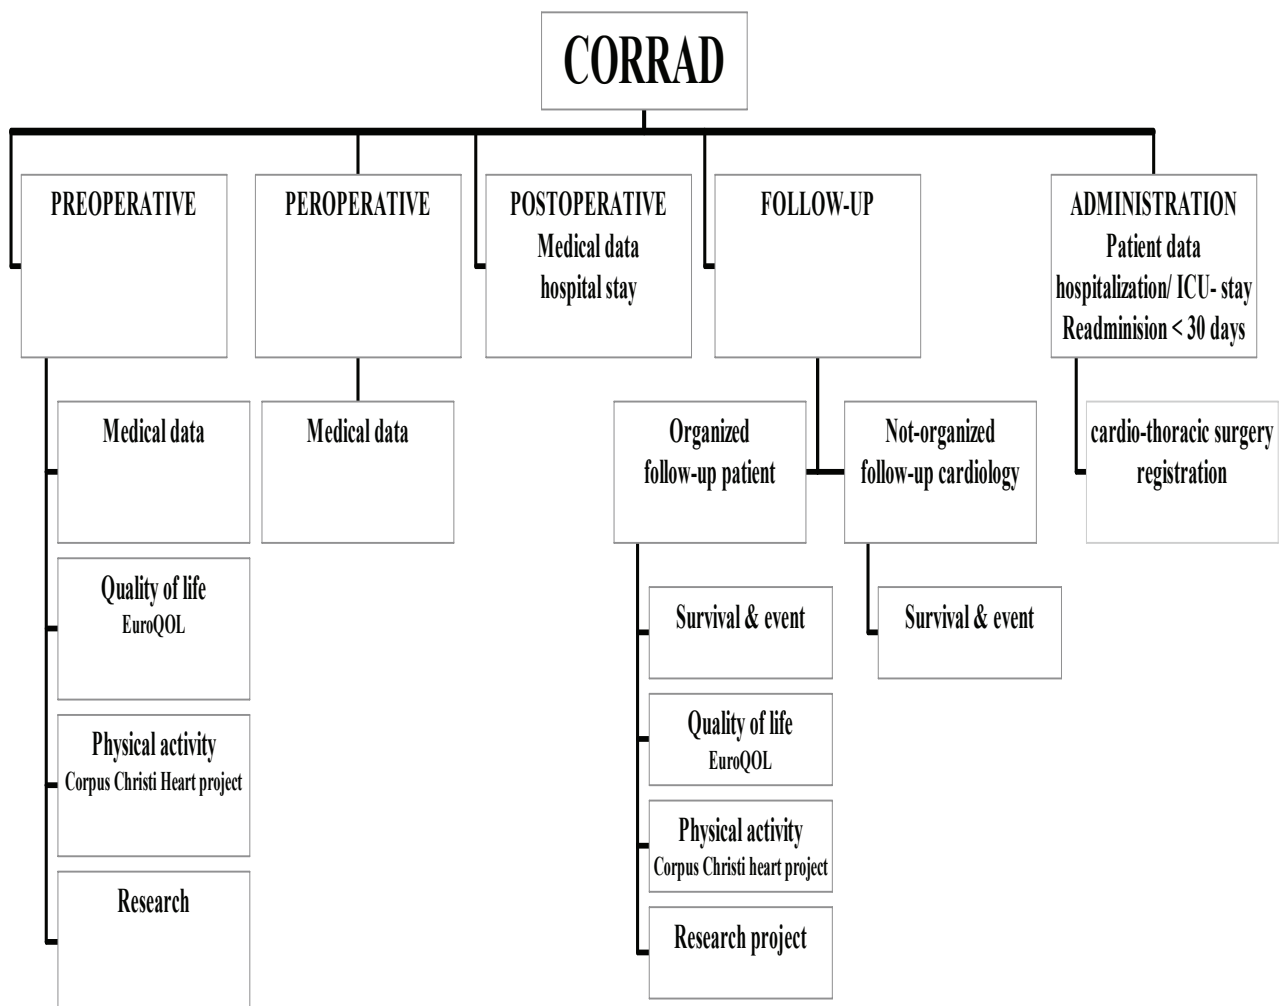 CORRAD
PREOPERATIVE
PEROPERATIVE
POSTOPERATIVE
Medical data
hospital stay
FOLLOW-UP
ADMINISTRATION
Patient data
hospitalization/ ICU- stay
Readminision < 30 days
Medical data
Quality of life
EuroQOL
Physical activity
Corpus Christi Heart project
Research
Medical data
Organized
follow-up patient
Survival & event
Quality of life
EuroQOL
Physical activity
Corpus Christi heart project
Research project
Not-organized
follow-up cardiology
Survival & event
cardio-thoracic surgery
registration